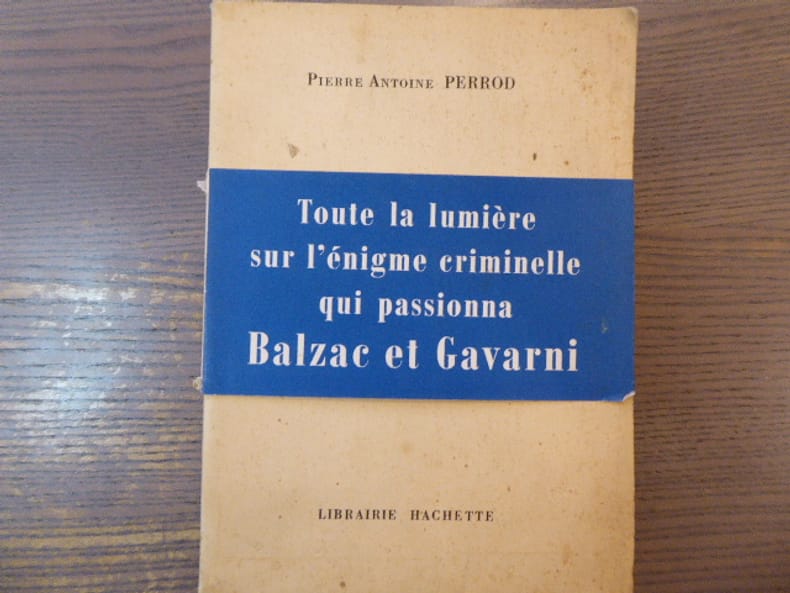 PIERRE ANTOINE PERROD
Toute la lumière
sur l'énigme criminelle
qui passionna
Balzac et Gavarni
LIBRAIRIE HACHETTE